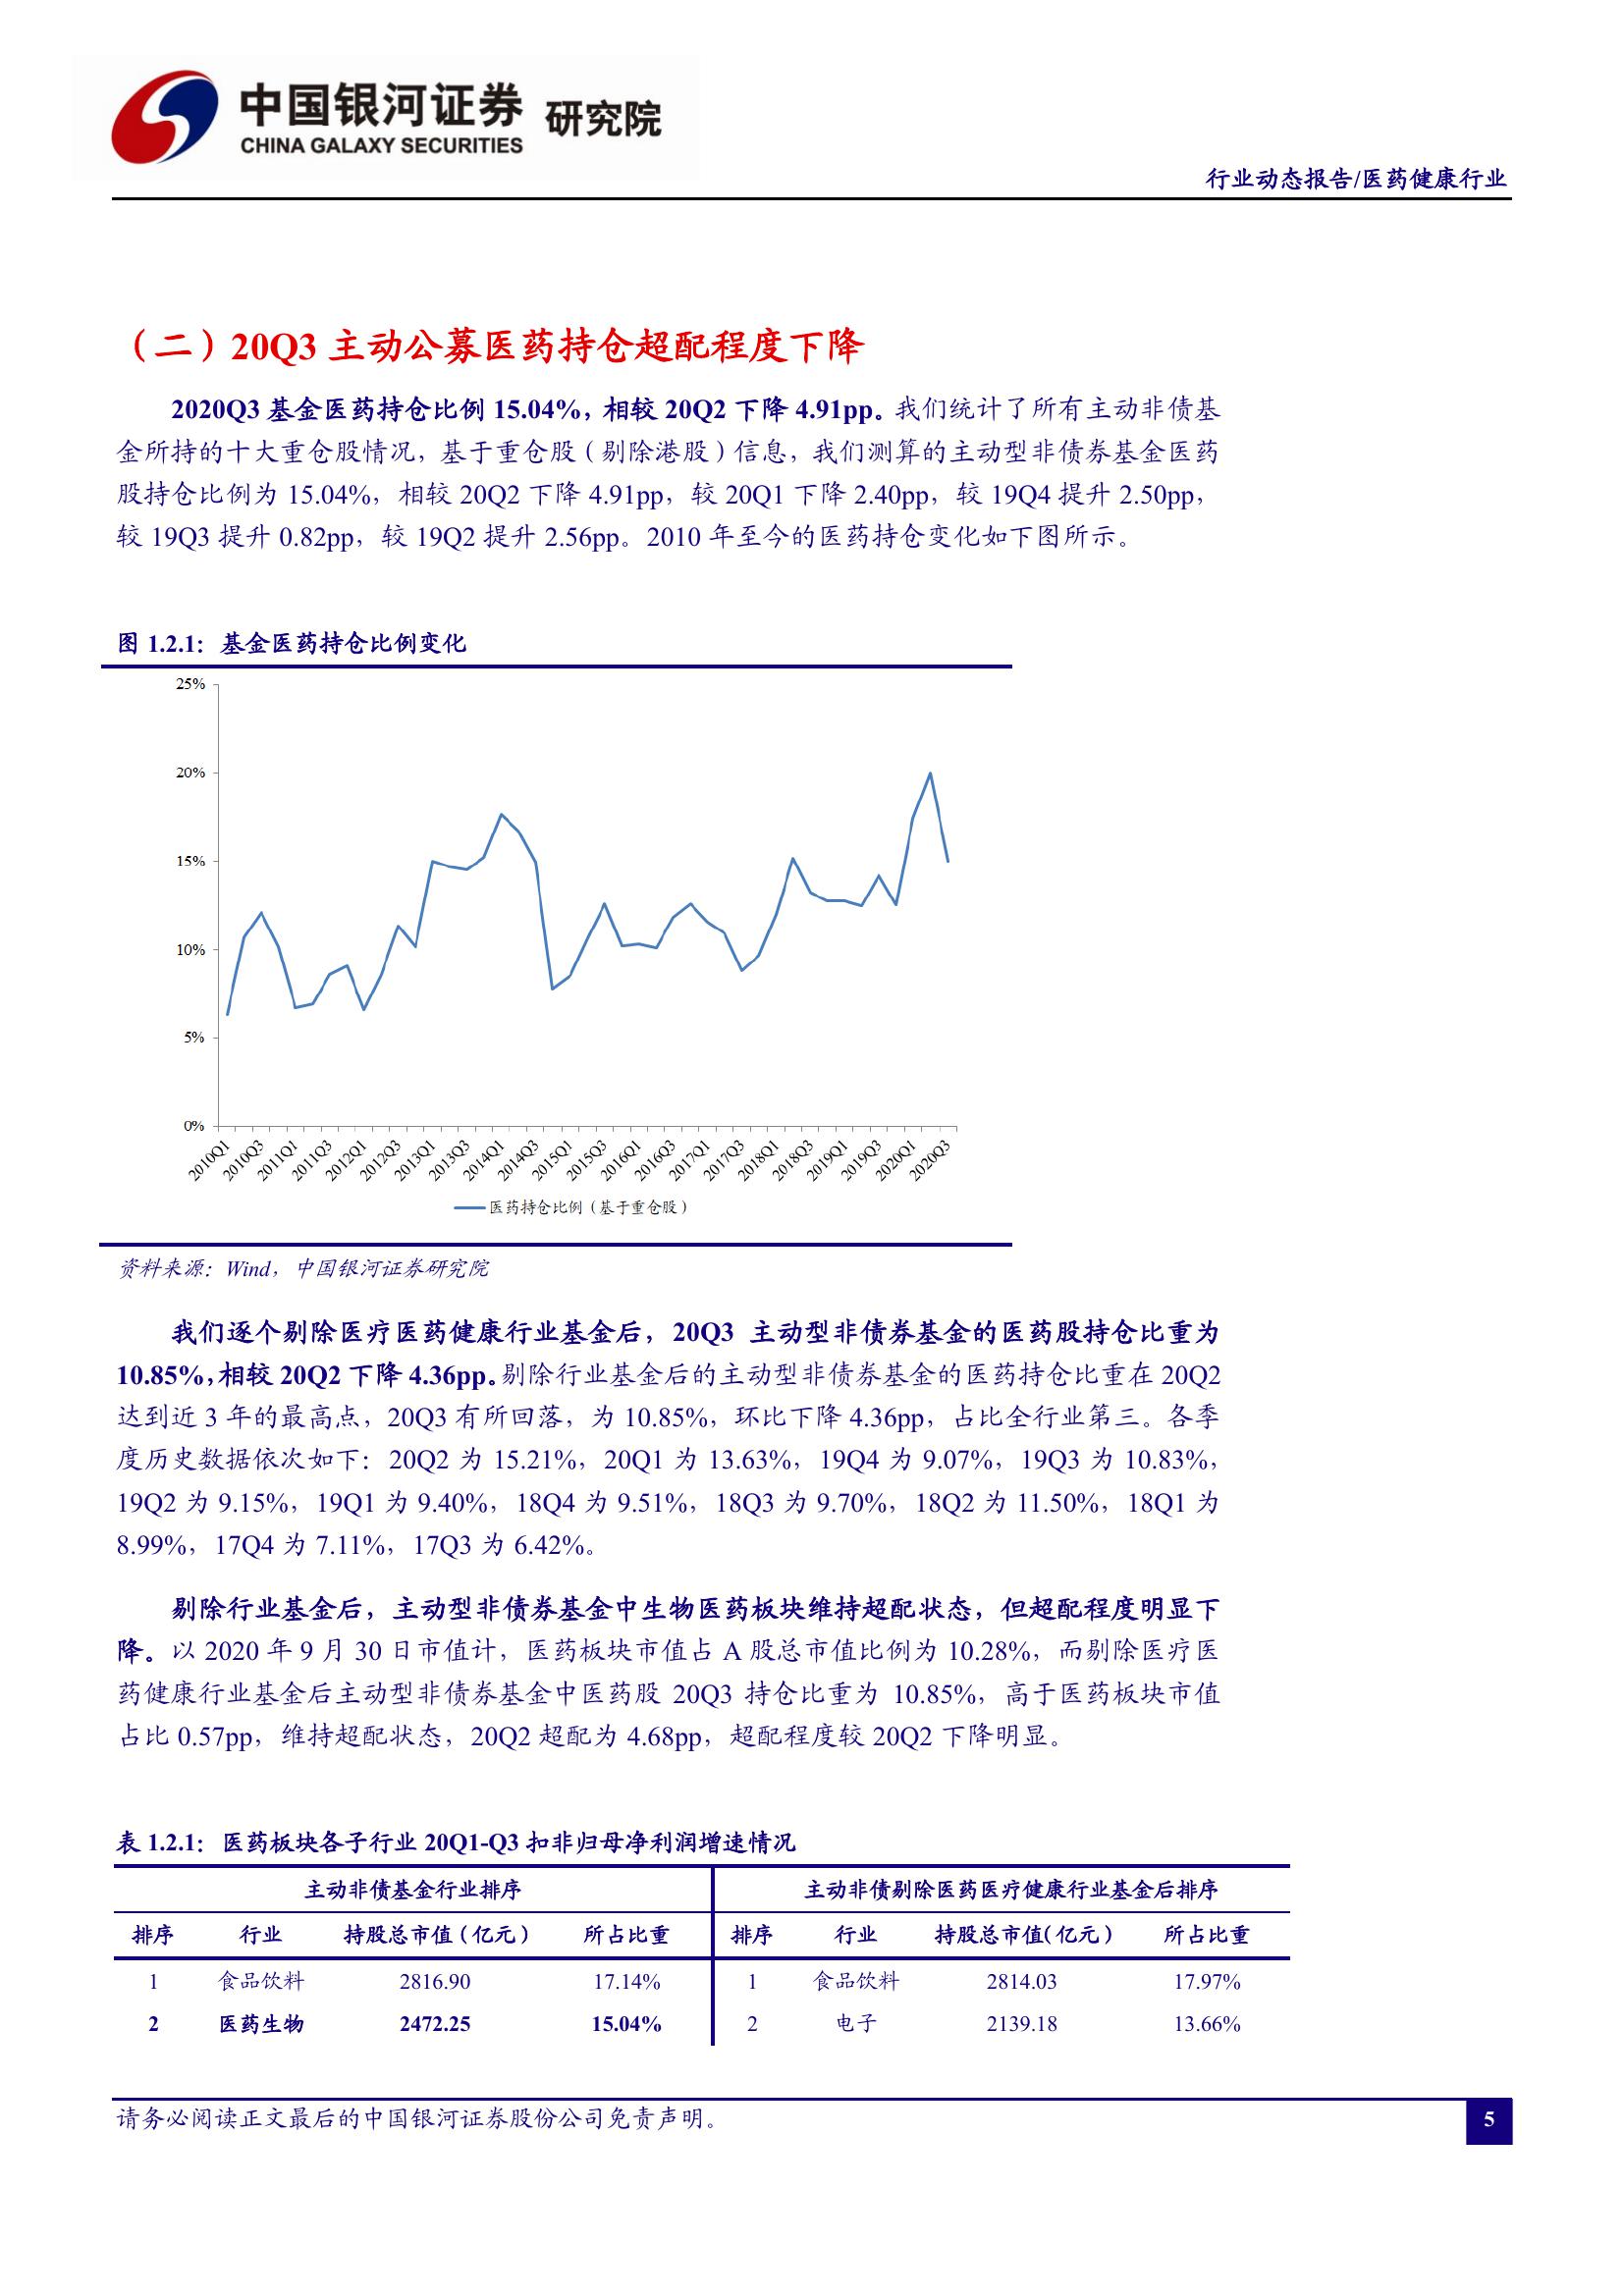 中国银河证券 研究院
CHINA GALAXY SECURITIES
行业动态报告/医药健康行业
（二）20Q3 主动公募医药持仓超配程度下降
2020Q3 基金医药持仓比例 15.04%，相较 20Q2 下降 4.91pp。我们统计了所有主动非债基
金所持的十大重仓股情况，基于重仓股（剔除港股）信息，我们测算的主动型非债券基金医药
股持仓比例为 15.04%，相较 20Q2 下降 4.91pp，较 20Q1 下降 2.40pp，较 19Q4 提升 2.50pp，
较 19Q3 提升 0.82pp，较 19Q2 提升 2.56pp。2010 年至今的医药持仓变化如下图所示。
图 1.2.1：基金医药持仓比例变化
25%
20%
15%
10%
5%
0%
2010Q1 2010Q3 2011Q1 2011Q3 2012Q1 2012Q3 2013Q1 2013Q3 2014Q1 2014Q3 2015Q1 2015Q3 2016Q1 2016Q3 2017Q1 2017Q3 2018Q1 2018Q3 2019Q1 2019Q3 2020Q1 2020Q3
医药持仓比例（基于重仓股）
资料来源：Wind，中国银河证券研究院
我们逐个剔除医疗医药健康行业基金后，20Q3 主动型非债券基金的医药股持仓比重为
10.85%，相较 20Q2 下降 4.36pp。剔除行业基金后的主动型非债券基金的医药持仓比重在 20Q2
达到近 3 年的最高点，20Q3 有所回落，为 10.85%，环比下降 4.36pp，占比全行业第三。各季
度历史数据依次如下：20Q2 为 15.21%，20Q1 为 13.63%，19Q4 为 9.07%，19Q3 为 10.83%，
19Q2 为 9.15%，19Q1 为 9.40%，18Q4 为 9.51%，18Q3 为 9.70%，18Q2 为 11.50%，18Q1 为
8.99%，17Q4 为 7.11%，17Q3 为 6.42%。
剔除行业基金后，主动型非债券基金中生物医药板块维持超配状态，但超配程度明显下
降。以 2020 年 9 月 30 日市值计，医药板块市值占 A 股总市值比例为 10.28%，而剔除医疗医
药健康行业基金后主动型非债券基金中医药股 20Q3 持仓比重为 10.85%，高于医药板块市值
占比 0.57pp，维持超配状态，20Q2 超配为 4.68pp，超配程度较 20Q2 下降明显。
表 1.2.1：医药板块各子行业 20Q1-Q3 扣非归母净利润增速情况
主动非债基金行业排序 主动非债剔除医药医疗健康行业基金后排序
排序 行业 持股总市值（亿元） 所占比重 排序 行业 持股总市值(亿元) 所占比重
1 食品饮料 2816.90 17.14% 1 食品饮料 2814.03 17.97%
2 医药生物 2472.25 15.04% 2 电子 2139.18 13.66%
请务必阅读正文最后的中国银河证券股份公司免责声明。
5